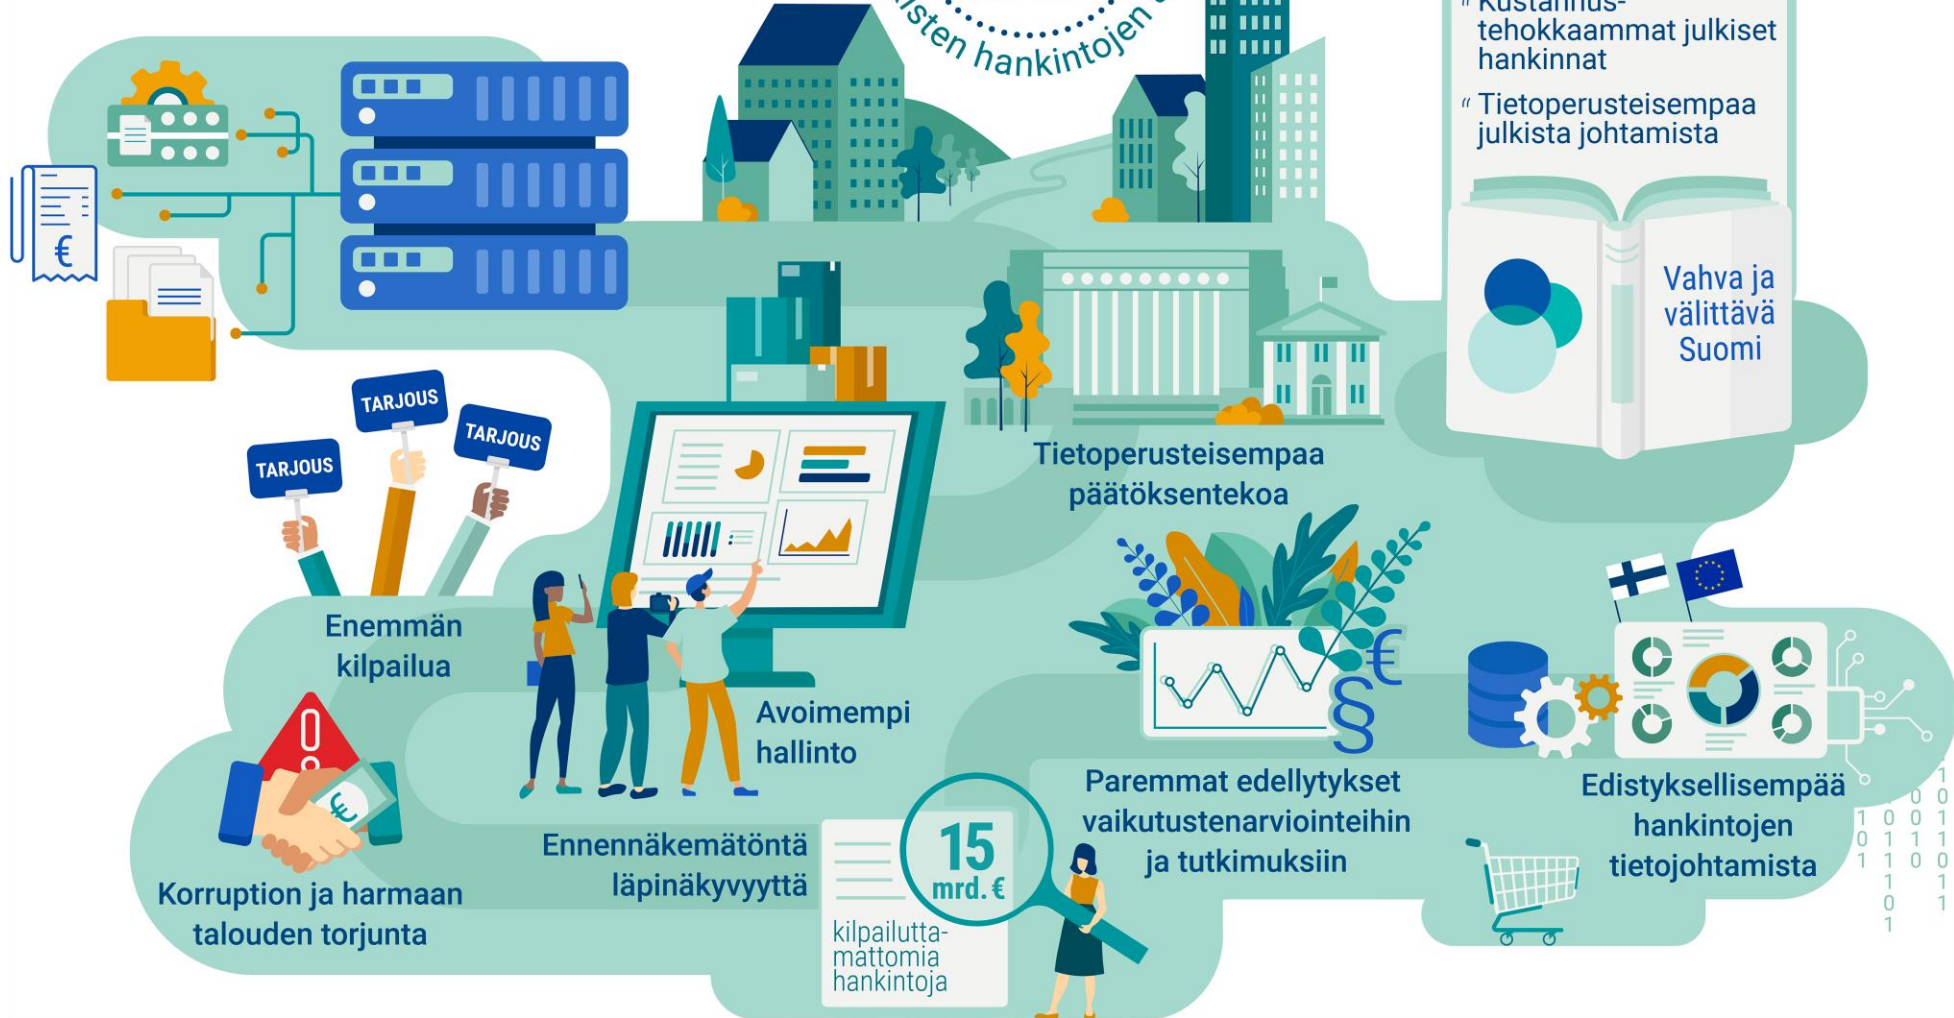 isten hankintojen
Kustannus-
tehokkaammat julkiset
hankinnat
Tietoperusteisempaa
julkista johtamista
Vahva ja
välittävä
Suomi
€
TARJOUS
TARJOUS
TARJOUS
Tietoperusteisempaa
päätöksentekoa
Enemmän
kilpailua
Avoimempi
hallinto
€
§
€
Paremmat edellytykset
vaikutustenarviointeihin
ja tutkimuksiin
Edistyksellisempää
hankintojen
tietojohtamista
Ennennäkemätöntä
läpinäkyvyyttä
15
mrd. €
kilpailutta-
mattomia
hankintoja
Korruption ja harmaan
talouden torjunta